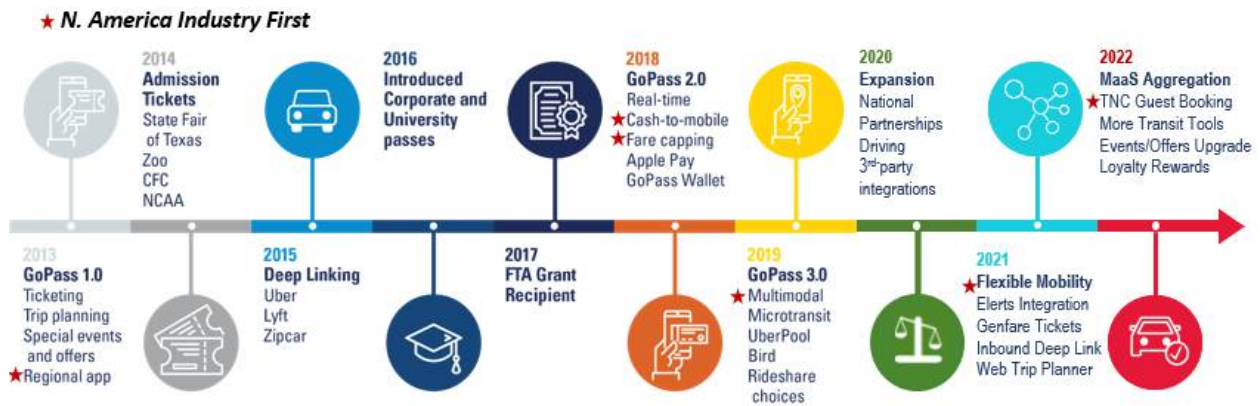 ★ N. America Industry First
2013
GoPass 1.0
Ticketing
Trip planning
Special events
and offers
★Regional app
2014
Admission
Tickets
State Fair
of Texas
Zoo
CFC
NCAA
2015
Deep Linking
Uber
Lyft
Zipcar
2016
Introduced
Corporate and
University
passes
2017
FTA Grant
Recipient
2018
GoPass 2.0
Real-time
★Cash-to-mobile
★Fare capping
Apple Pay
GoPass Wallet
2019
GoPass 3.0
★Multimodal
Microtransit
UberPool
Bird
Rideshare
choices
2020
Expansion
National
Partnerships
Driving
3rd-party
integrations
2021
★Flexible Mobility
Elerts Integration
Genfare Tickets
Inbound Deep Link
Web Trip Planner
2022
MaaS Aggregation
★TNC Guest Booking
More Transit Tools
Events/Offers Upgrade
Loyalty Rewards